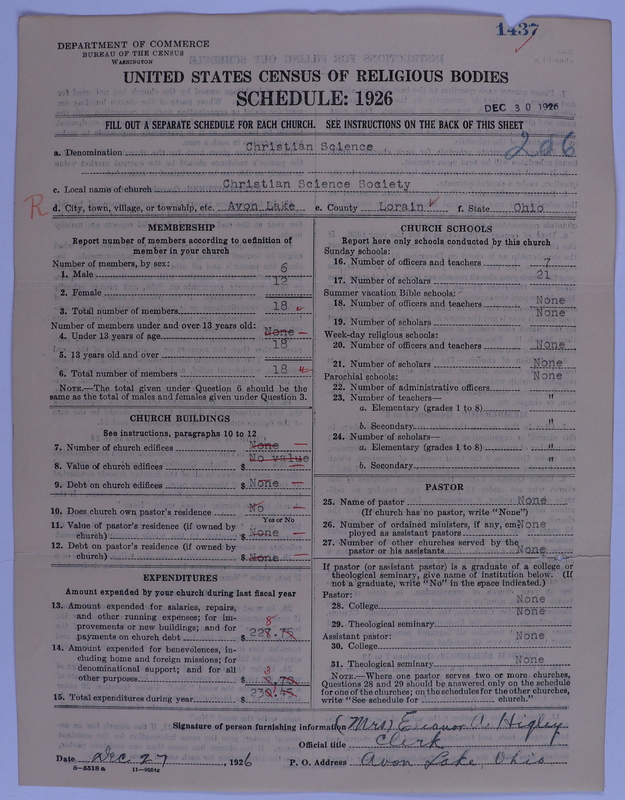 1437
DEPARTMENT OF COMMERCE
BUREAU OF THE CENSUS
WASHINGTON
UNITED STATES CENSUS OF RELIGIOUS BODIES
SCHEDULE: 1926
DEC 30 1926
FILL OUT A SEPARATE SCHEDULE FOR EACH CHURCH. SEE INSTRUCTIONS ON THE BACK OF THIS SHEET
a. Denomination Christian Science
266
c. Local name of church Christian Science Society
R d. City, town, village, or township, etc. Avon Lake e. County Lorain f. State Ohio
MEMBERSHIP
Report number of members according to definition of
member in your church
Number of members, by sex:
1. Male 6
2. Female 12
3. Total number of members 18
Number of members under and over 13 years old:
4. Under 13 years of age None
5. 13 years old and over 18
6. Total number of members 18
NOTE.—The total given under Question 6 should be the
same as the total of males and females given under Question 3.
CHURCH BUILDINGS
See instructions, paragraphs 10 to 12
7. Number of church edifices None
8. Value of church edifices $ No value
9. Debt on church edifices $ None
10. Does church own pastor's residence No
Yes or No
11. Value of pastor's residence (if owned by
church) $ None
12. Debt on pastor's residence (if owned by
church) $ None
EXPENDITURES
Amount expended by your church during last fiscal year
13. Amount expended for salaries, repairs,
and other running expenses; for im-
provements or new buildings; and for
payments on church debt $ 227.75
8
14. Amount expended for benevolences, in-
cluding home and foreign missions; for
denominational support; and for all
other purposes $ 2,70
3
15. Total expenditures during year $ 230.45
CHURCH SCHOOLS
Report here only schools conducted by this church
Sunday schools:
16. Number of officers and teachers 7
17. Number of scholars 21
Summer vacation Bible schools:
18. Number of officers and teachers None
19. Number of scholars None
Week-day religious schools:
20. Number of officers and teachers None
21. Number of scholars None
Parochial schools: None
22. Number of administrative officers
23. Number of teachers—
a. Elementary (grades 1 to 8) "
b. Secondary "
24. Number of scholars—
a. Elementary (grades 1 to 8) "
b. Secondary "
PASTOR
25. Name of pastor None
(If church has no pastor, write "None")
26. Number of ordained ministers, if any, em-
ployed as assistant pastors None
27. Number of other churches served by the
pastor or his assistants None
If pastor (or assistant pastor) is a graduate of a college or
theological seminary, give name of institution below. (If
not a graduate, write "No" in the space indicated.)
Pastor:
28. College None
29. Theological seminary None
Assistant pastor:
30. College None
31. Theological seminary None
NOTE.—Where one pastor serves two or more churches,
Questions 28 and 29 should be answered only on the schedule
for one of the churches; on the schedules for the other churches,
write "See schedule for church."
Signature of person furnishing information (Mrs) Eleanor C. Higley
Official title Clerk
Date Dec 27, 1926 P. O. Address Avon Lake, Ohio
8—5518 a